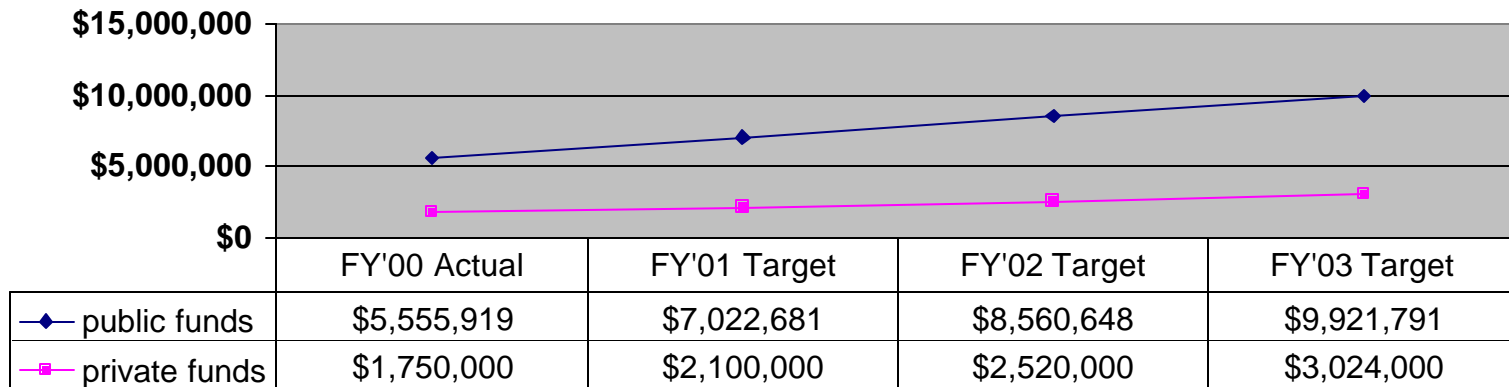 $15,000,000
$10,000,000
$5,000,000
$0
FY'00 Actual FY'01 Target FY'02 Target FY'03 Target
public funds $5,555,919 $7,022,681 $8,560,648 $9,921,791
private funds $1,750,000 $2,100,000 $2,520,000 $3,024,000